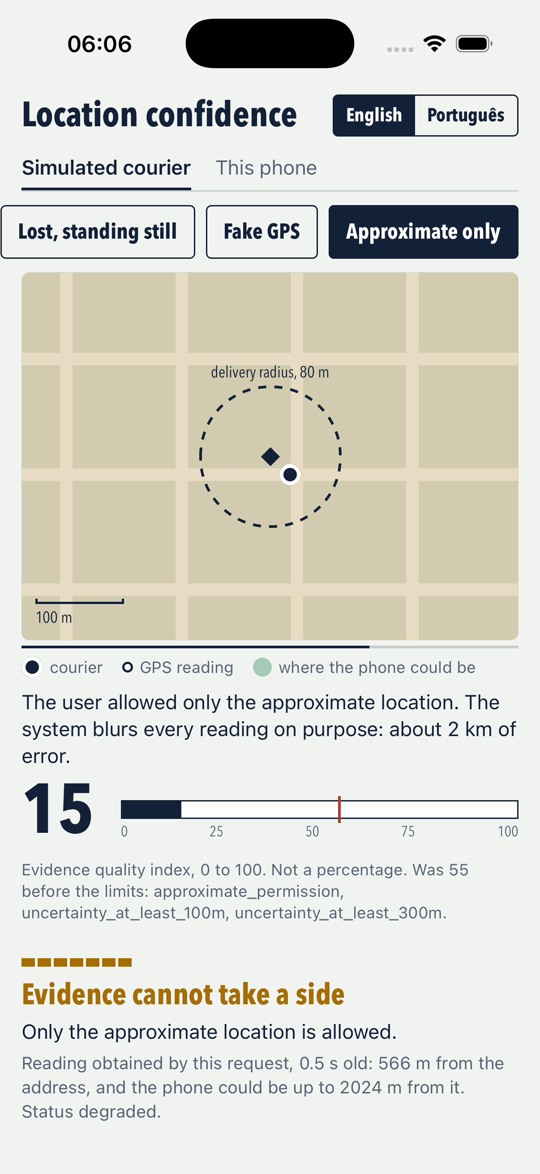 06:06
Location confidence
English
Português
Simulated courier
This phone
Lost, standing still
Fake GPS
Approximate only
delivery radius, 80 m
100 m
courier
GPS reading
where the phone could be
The user allowed only the approximate location. The
system blurs every reading on purpose: about 2 km of
error.
15
0
25
50
75
100
Evidence quality index, 0 to 100. Not a percentage. Was 55
before the limits: approximate_permission,
uncertainty_at_least_100m, uncertainty_at_least_300m.
Evidence cannot take a side
Only the approximate location is allowed.
Reading obtained by this request, 0.5 s old: 566 m from the
address, and the phone could be up to 2024 m from it.
Status degraded.